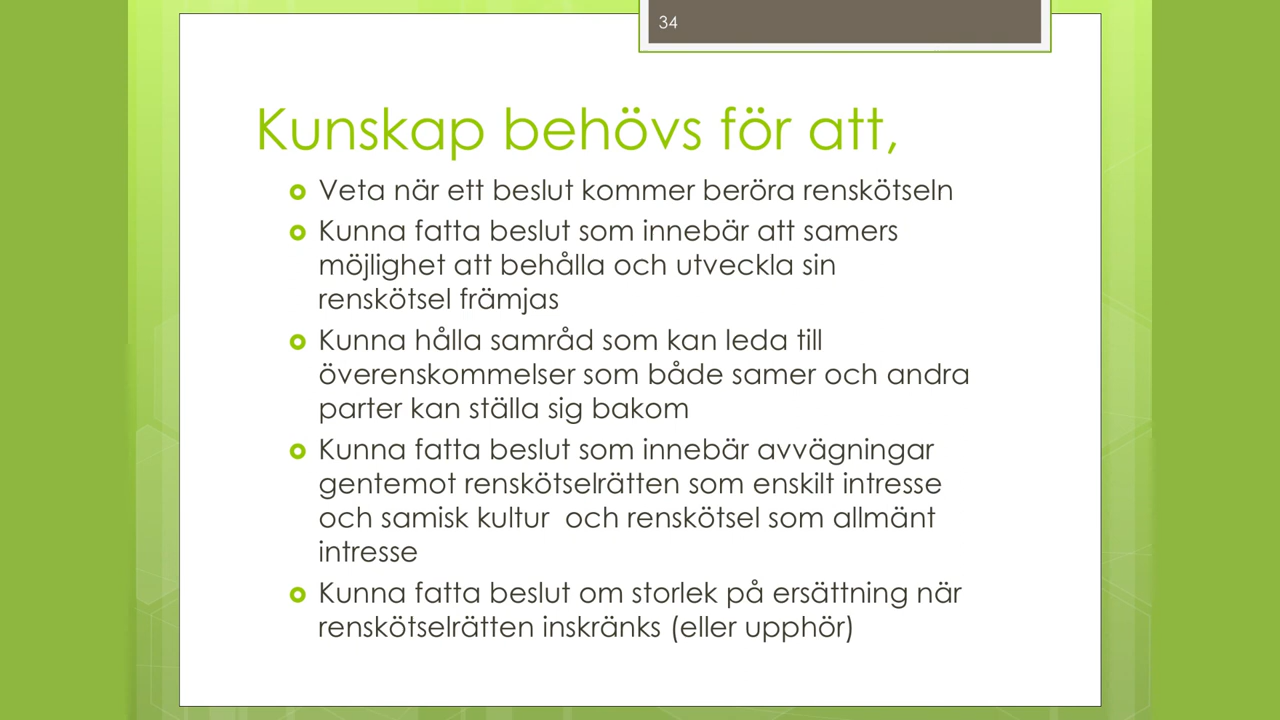 34
Kunskap behövs för att,
Veta när ett beslut kommer beröra renskötseln
Kunna fatta beslut som innebär att samers
möjlighet att behålla och utveckla sin
renskötsel främjas
Kunna hålla samråd som kan leda till
överenskommelser som både samer och andra
parter kan ställa sig bakom
Kunna fatta beslut som innebär avvägningar
gentemot renskötselrätten som enskilt intresse
och samisk kultur  och renskötsel som allmänt
intresse
Kunna fatta beslut om storlek på ersättning när
renskötselrätten inskränks (eller upphör)